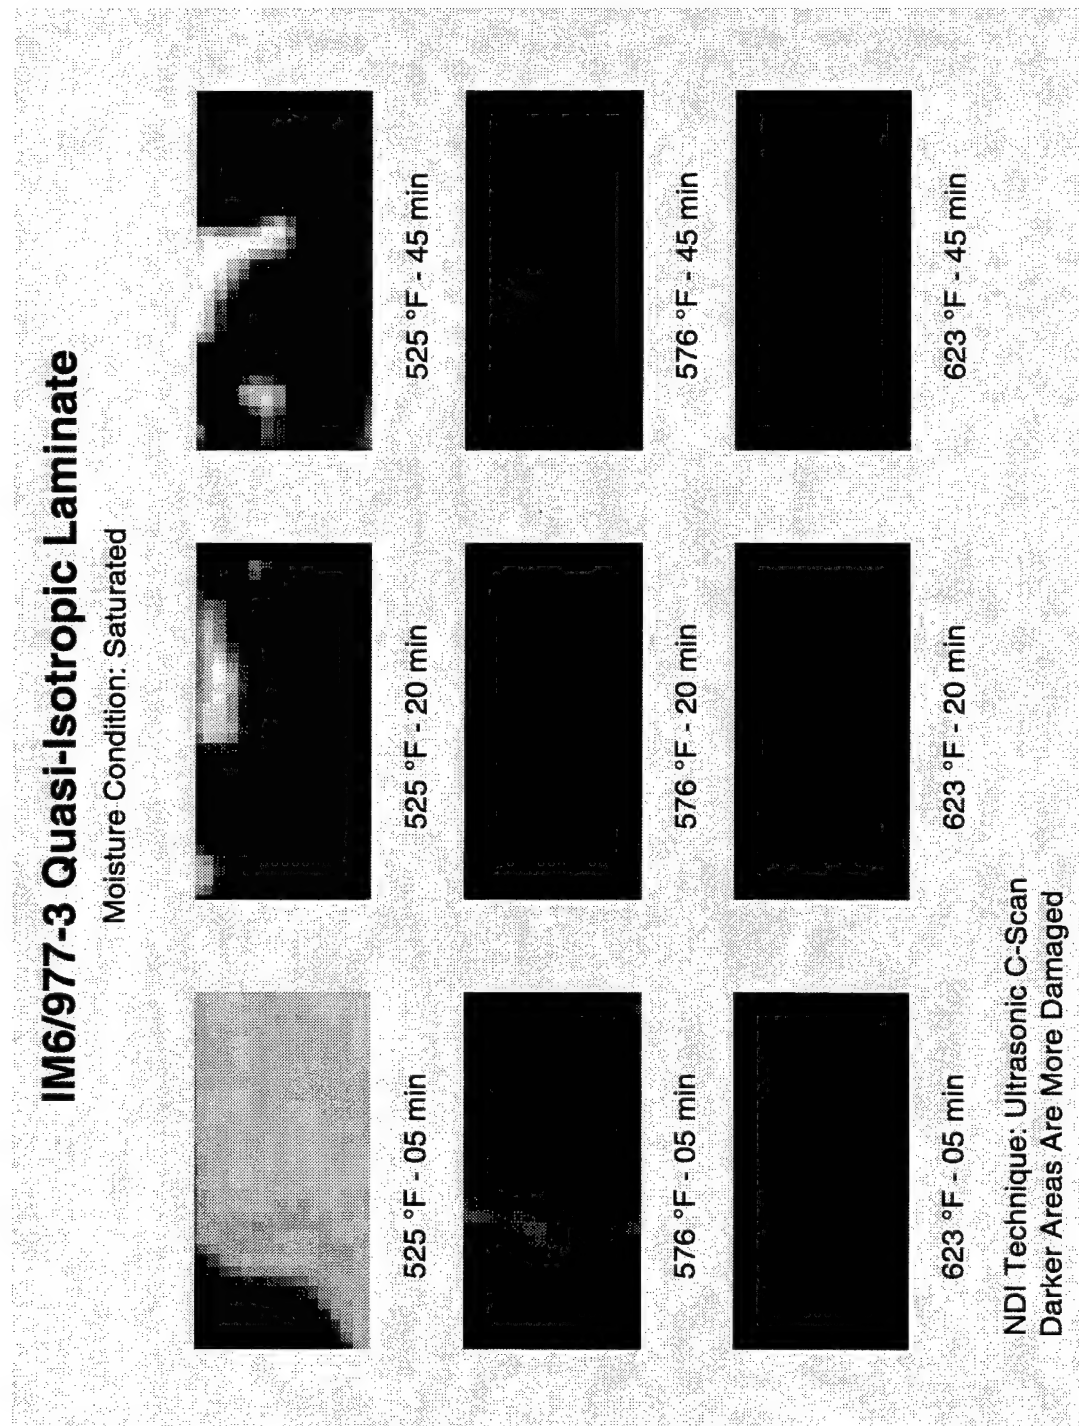 IM6/977-3 Quasi-Isotropic Laminate
Moisture Condition: Saturated
525 °F - 05 min
525 °F - 20 min
525 °F - 45 min
576 °F - 05 min
576 °F - 20 min
576 °F - 45 min
623 °F - 05 min
623 °F - 20 min
623 °F - 45 min
NDI Technique: Ultrasonic C-Scan
Darker Areas Are More Damaged